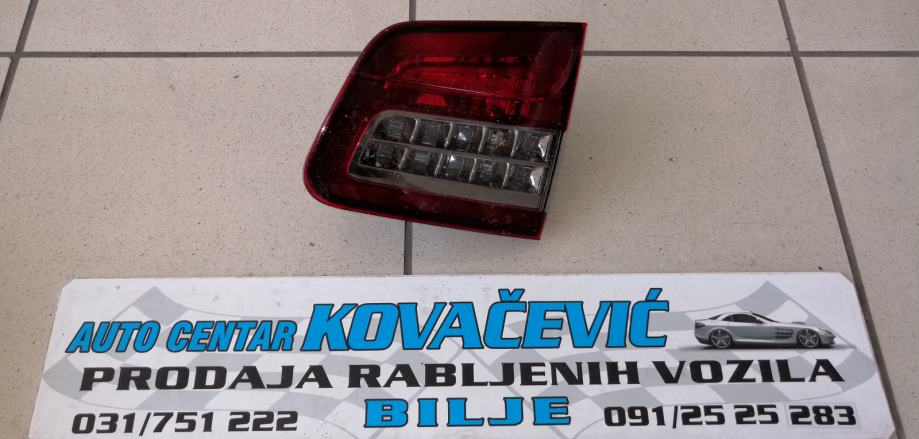 AUTO CENTAR KOVAČEVIĆ
PRODAJA RABLJENIH VOZILA
031/751 222 BILJE 091/25 25 283